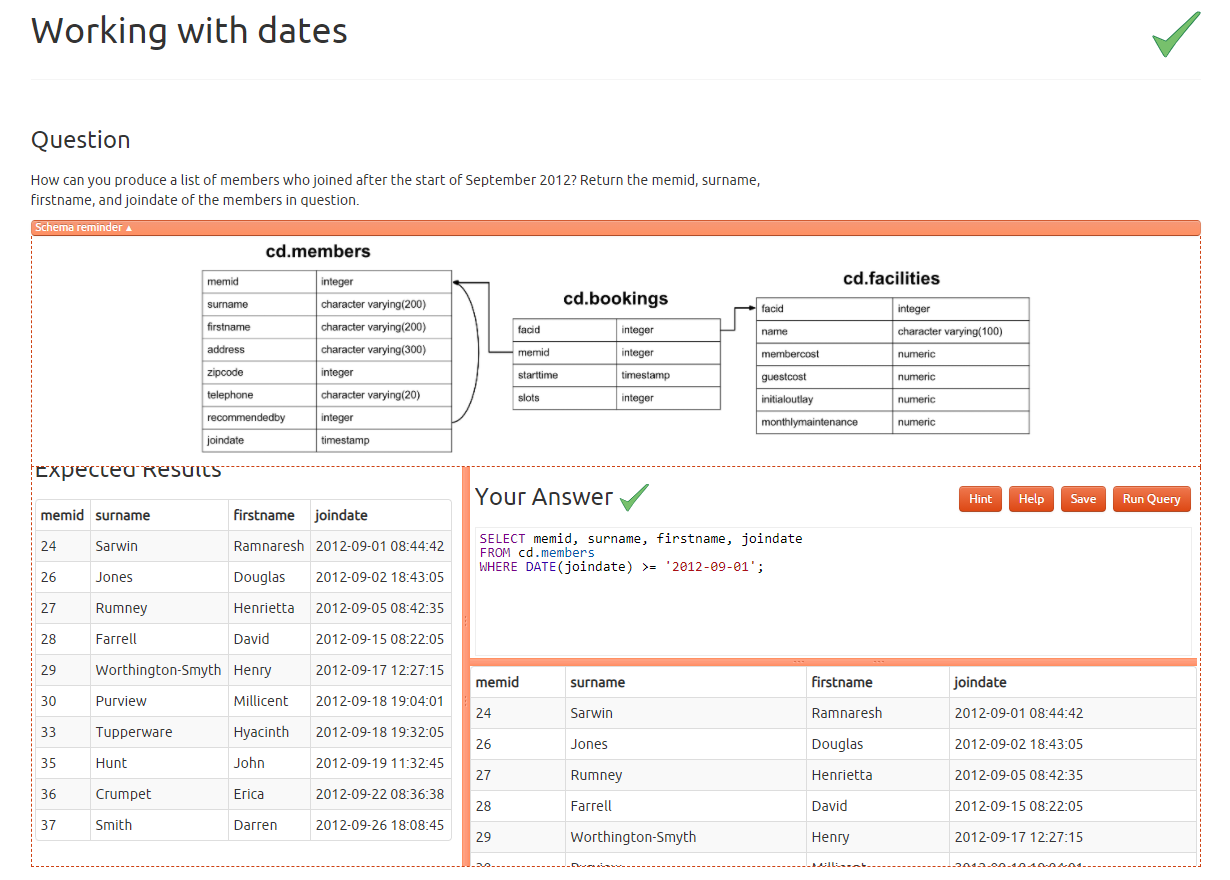 Working with dates
Question
How can you produce a list of members who joined after the start of September 2012? Return the memid, surname,
firstname, and joindate of the members in question.
Schema reminder ▲
cd.members
memid integer
surname character varying(200)
firstname character varying(200)
address character varying(300)
zipcode integer
telephone character varying(20)
recommendedby integer
joindate timestamp
cd.bookings
facid integer
memid integer
starttime timestamp
slots integer
cd.facilities
facid integer
name character varying(100)
membercost numeric
guestcost numeric
initialoutlay numeric
monthlymaintenance numeric
Expected Results
memid surname firstname joindate
24 Sarwin Ramnaresh 2012-09-01 08:44:42
26 Jones Douglas 2012-09-02 18:43:05
27 Rumney Henrietta 2012-09-05 08:42:35
28 Farrell David 2012-09-15 08:22:05
29 Worthington-Smyth Henry 2012-09-17 12:27:15
30 Purview Millicent 2012-09-18 19:04:01
33 Tupperware Hyacinth 2012-09-18 19:32:05
35 Hunt John 2012-09-19 11:32:45
36 Crumpet Erica 2012-09-22 08:36:38
37 Smith Darren 2012-09-26 18:08:45
Your Answer
Hint Help Save Run Query
SELECT memid, surname, firstname, joindate
FROM cd.members
WHERE DATE(joindate) >= '2012-09-01';
memid surname firstname joindate
24 Sarwin Ramnaresh 2012-09-01 08:44:42
26 Jones Douglas 2012-09-02 18:43:05
27 Rumney Henrietta 2012-09-05 08:42:35
28 Farrell David 2012-09-15 08:22:05
29 Worthington-Smyth Henry 2012-09-17 12:27:15
30 Purview Millicent 2012-09-18 19:04:01